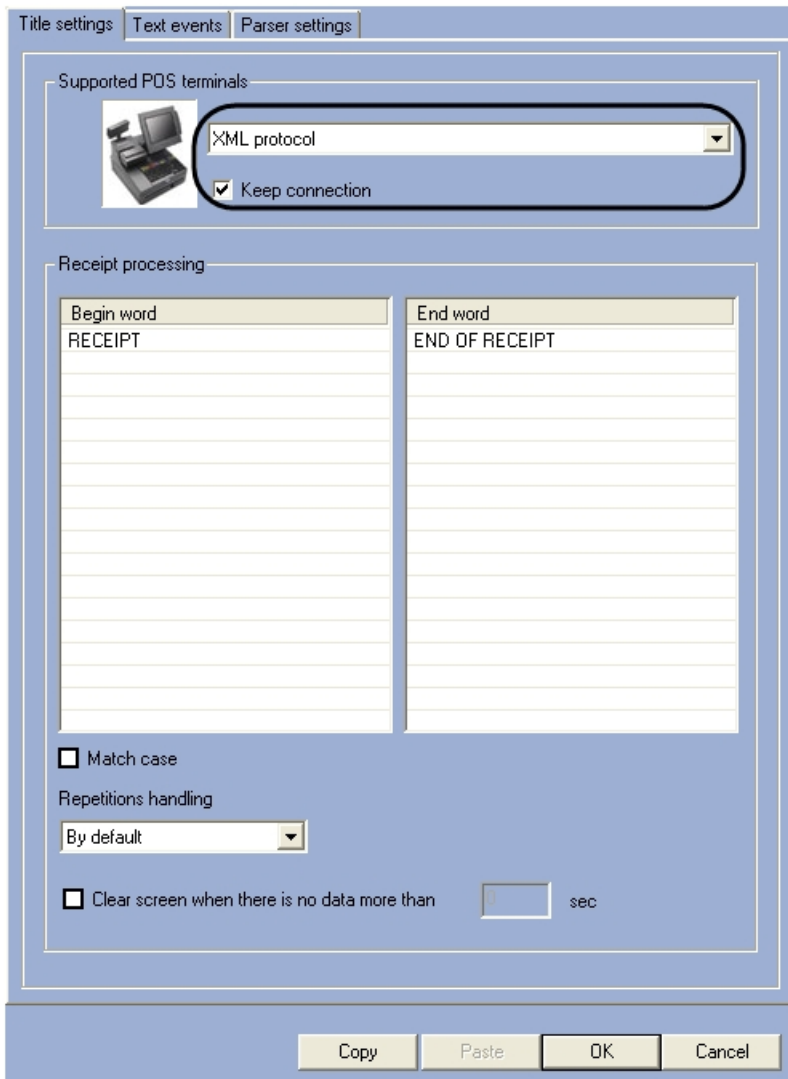 Title settings Text events Parser settings
Supported POS terminals
XML protocol
Keep connection
Receipt processing
Begin word End word
RECEIPT END OF RECEIPT
Match case
Repetitions handling
By default
Clear screen when there is no data more than 0 sec
Copy Paste OK Cancel